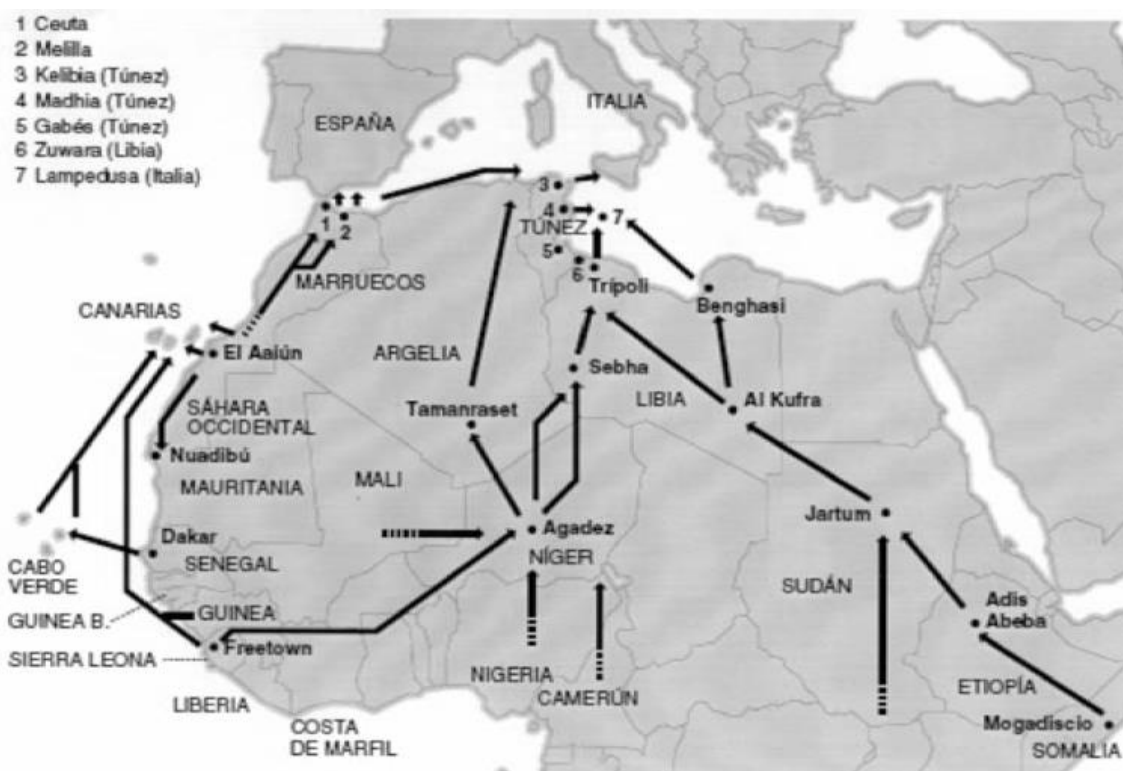 1 Ceuta
2 Melilla
3 Kelibia (Túnez)
4 Madhia (Túnez)
5 Gabés (Túnez)
6 Zuwara (Libia)
7 Lampedusa (Italia)
ITALIA
ESPAÑA
3
1
2
4
7
TÚNEZ
5
6
MARRUECOS
Trípoli
Benghasi
CANARIAS
El Aaiún
ARGELIA
Sebha
LIBIA
Al Kufra
SÁHARA
OCCIDENTAL
Tamanraset
Nuadibú
MAURITANIA
MALI
Jartum
Dakar
Agadez
CABO
VERDE
SENEGAL
NÍGER
SUDÁN
GUINEA B.
GUINEA
Adis
Abeba
SIERRA LEONA
Freetown
NIGERIA
CAMERÚN
ETIOPÍA
LIBERIA
COSTA
DE MARFIL
Mogadiscio
SOMALIA